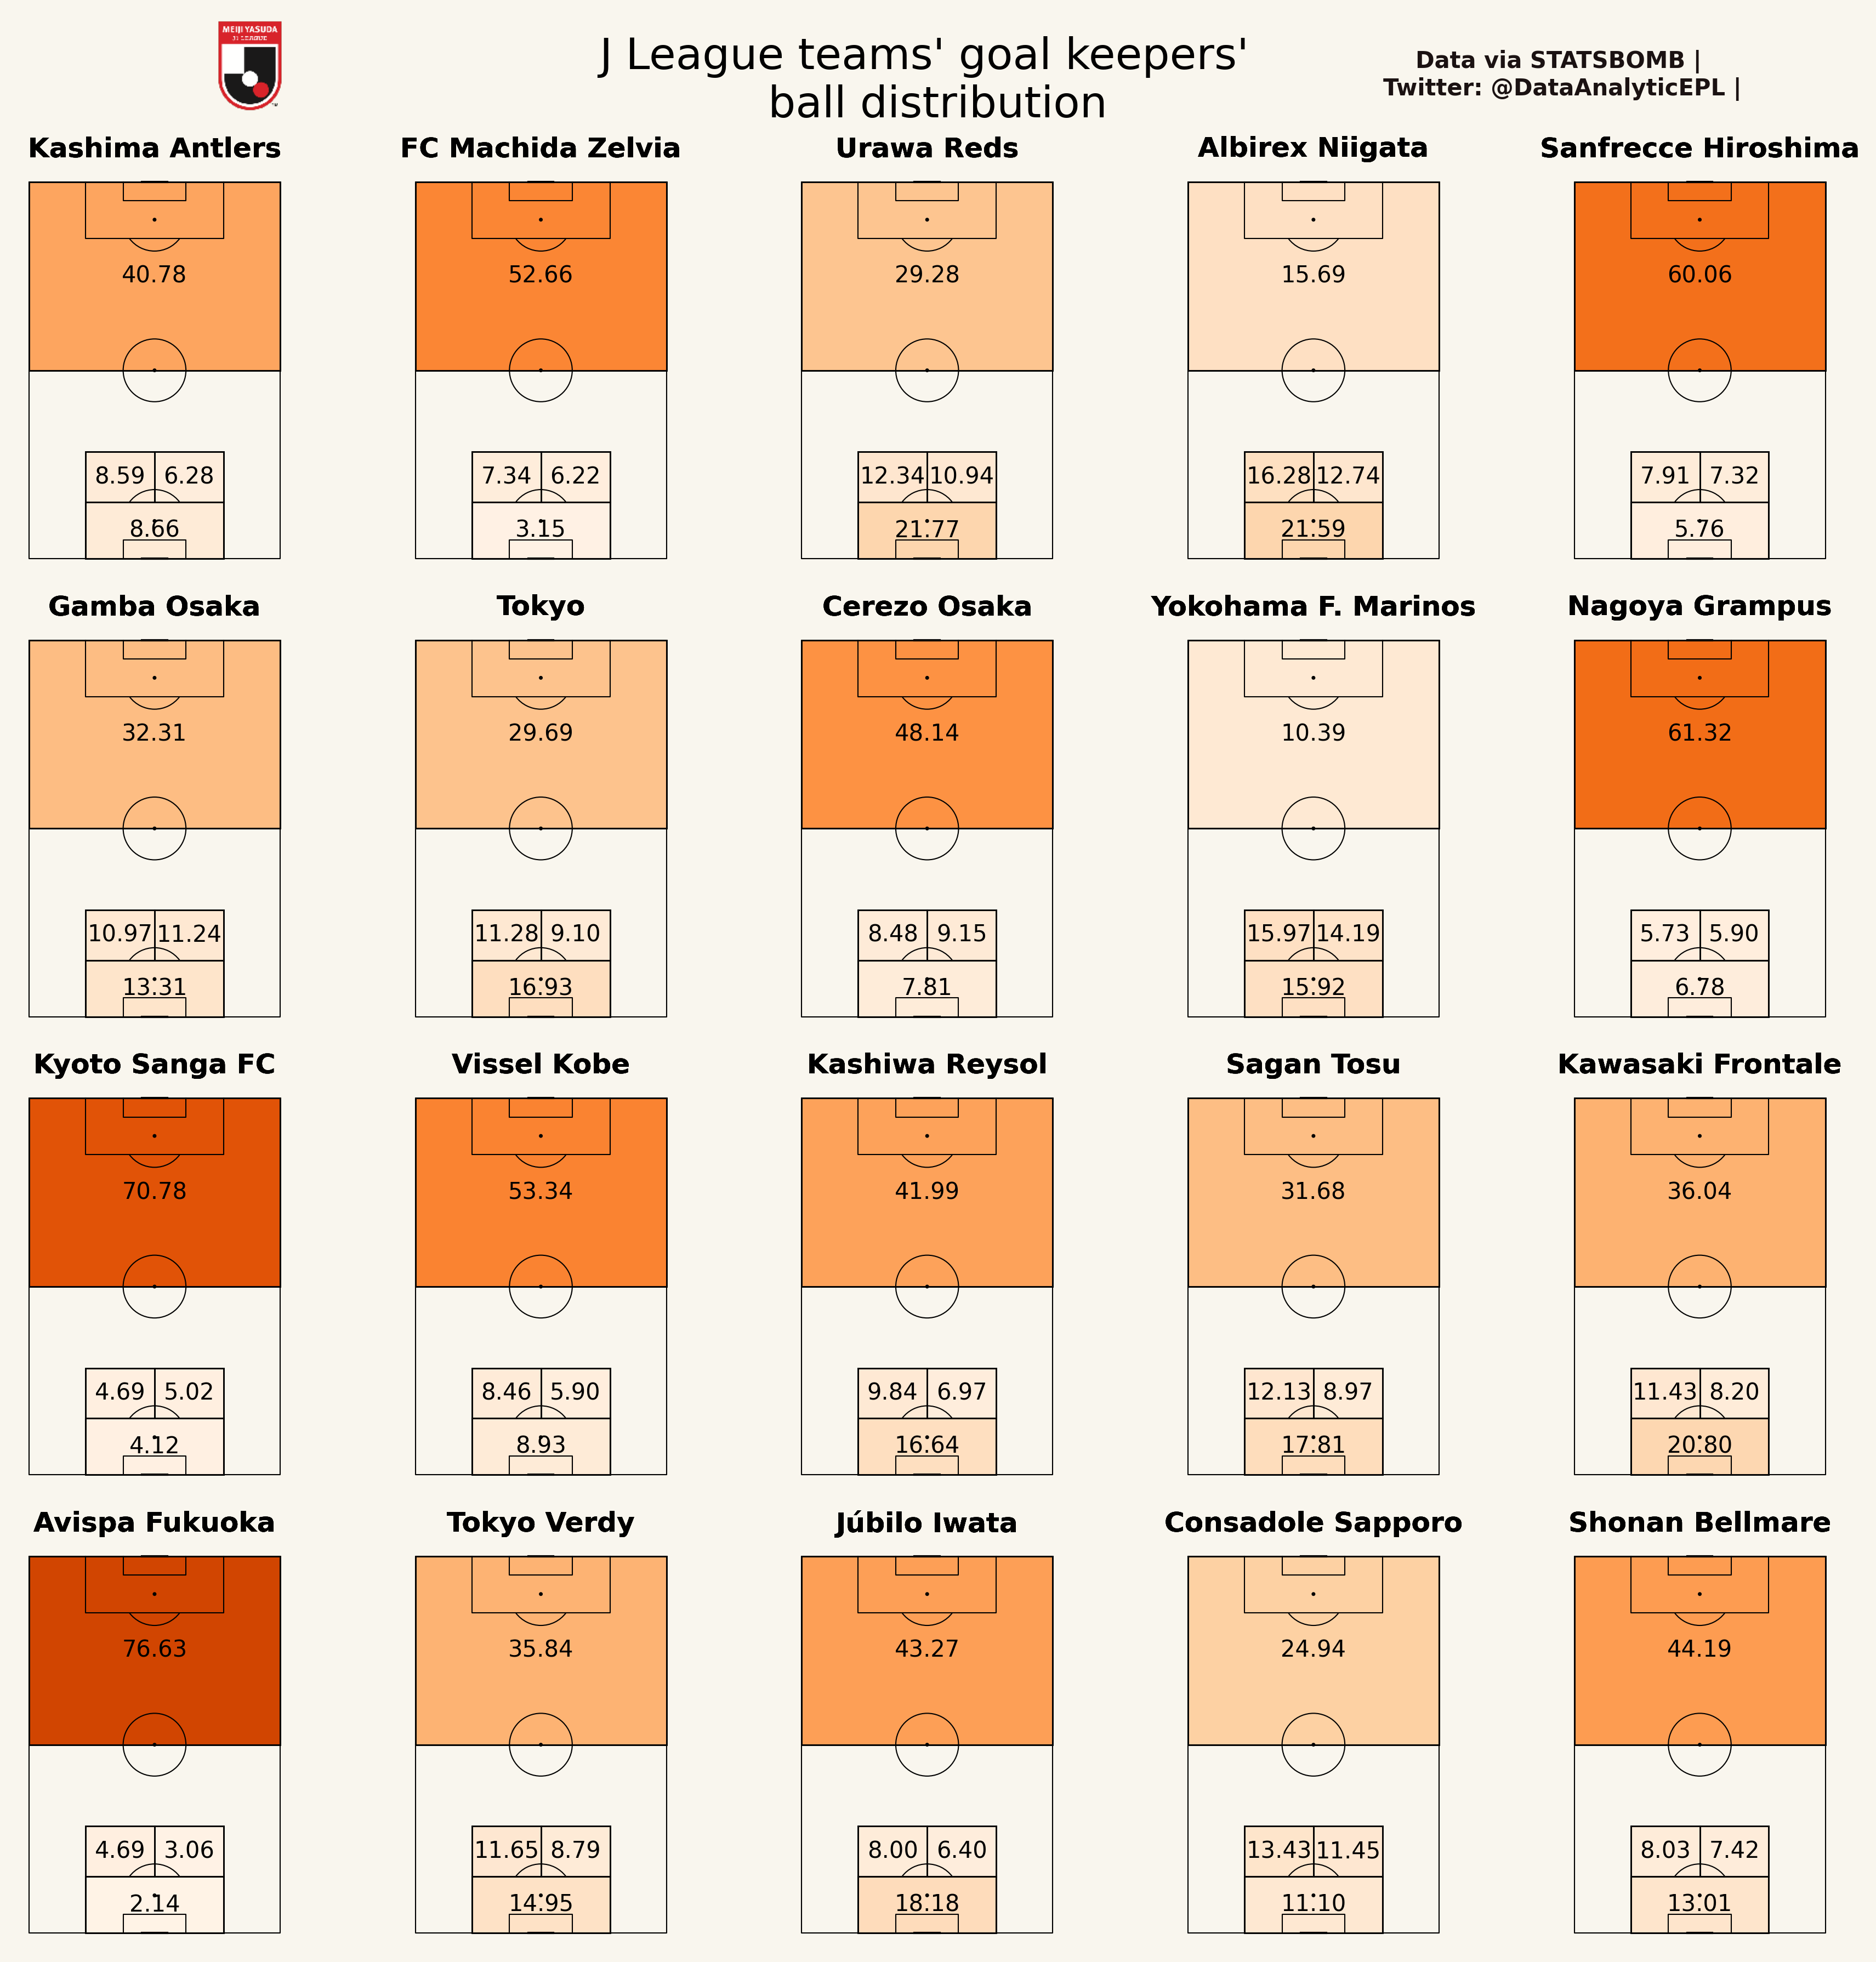 MEIJI YASUDA
J1 LEAGUE
J League teams' goal keepers'
ball distribution
Data via STATSBOMB |
Twitter: @DataAnalyticEPL |
Kashima Antlers
FC Machida Zelvia
Urawa Reds
Albirex Niigata
Sanfrecce Hiroshima
40.78
52.66
29.28
15.69
60.06
8.59 6.28
7.34 6.22
12.34 10.94
16.28 12.74
7.91 7.32
8.66
3.15
21.77
21.59
5.76
Gamba Osaka
Tokyo
Cerezo Osaka
Yokohama F. Marinos
Nagoya Grampus
32.31
29.69
48.14
10.39
61.32
10.97 11.24
11.28 9.10
8.48 9.15
15.97 14.19
5.73 5.90
13.31
16.93
7.81
15.92
6.78
Kyoto Sanga FC
Vissel Kobe
Kashiwa Reysol
Sagan Tosu
Kawasaki Frontale
70.78
53.34
41.99
31.68
36.04
4.69 5.02
8.46 5.90
9.84 6.97
12.13 8.97
11.43 8.20
4.12
8.93
16.64
17.81
20.80
Avispa Fukuoka
Tokyo Verdy
Júbilo Iwata
Consadole Sapporo
Shonan Bellmare
76.63
35.84
43.27
24.94
44.19
4.69 3.06
11.65 8.79
8.00 6.40
13.43 11.45
8.03 7.42
2.14
14.95
18.18
11.10
13.01